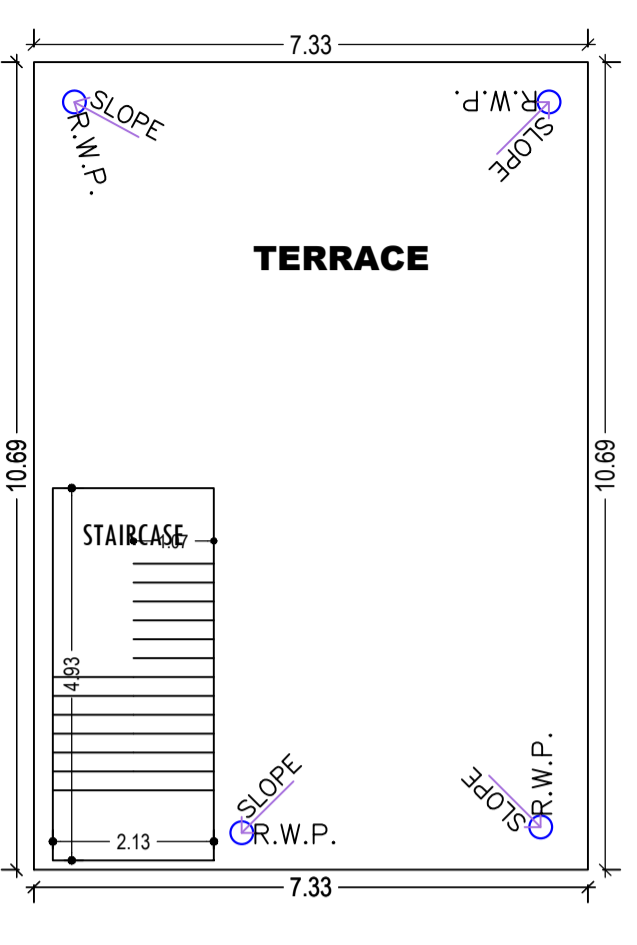 7.33
SLOPE
R.W.P.
R.W.P.
SLOPE
TERRACE
10.69
10.69
STAIRCASE
1.07
4.93
SLOPE
R.W.P.
SLOPE
R.W.P.
2.13
7.33